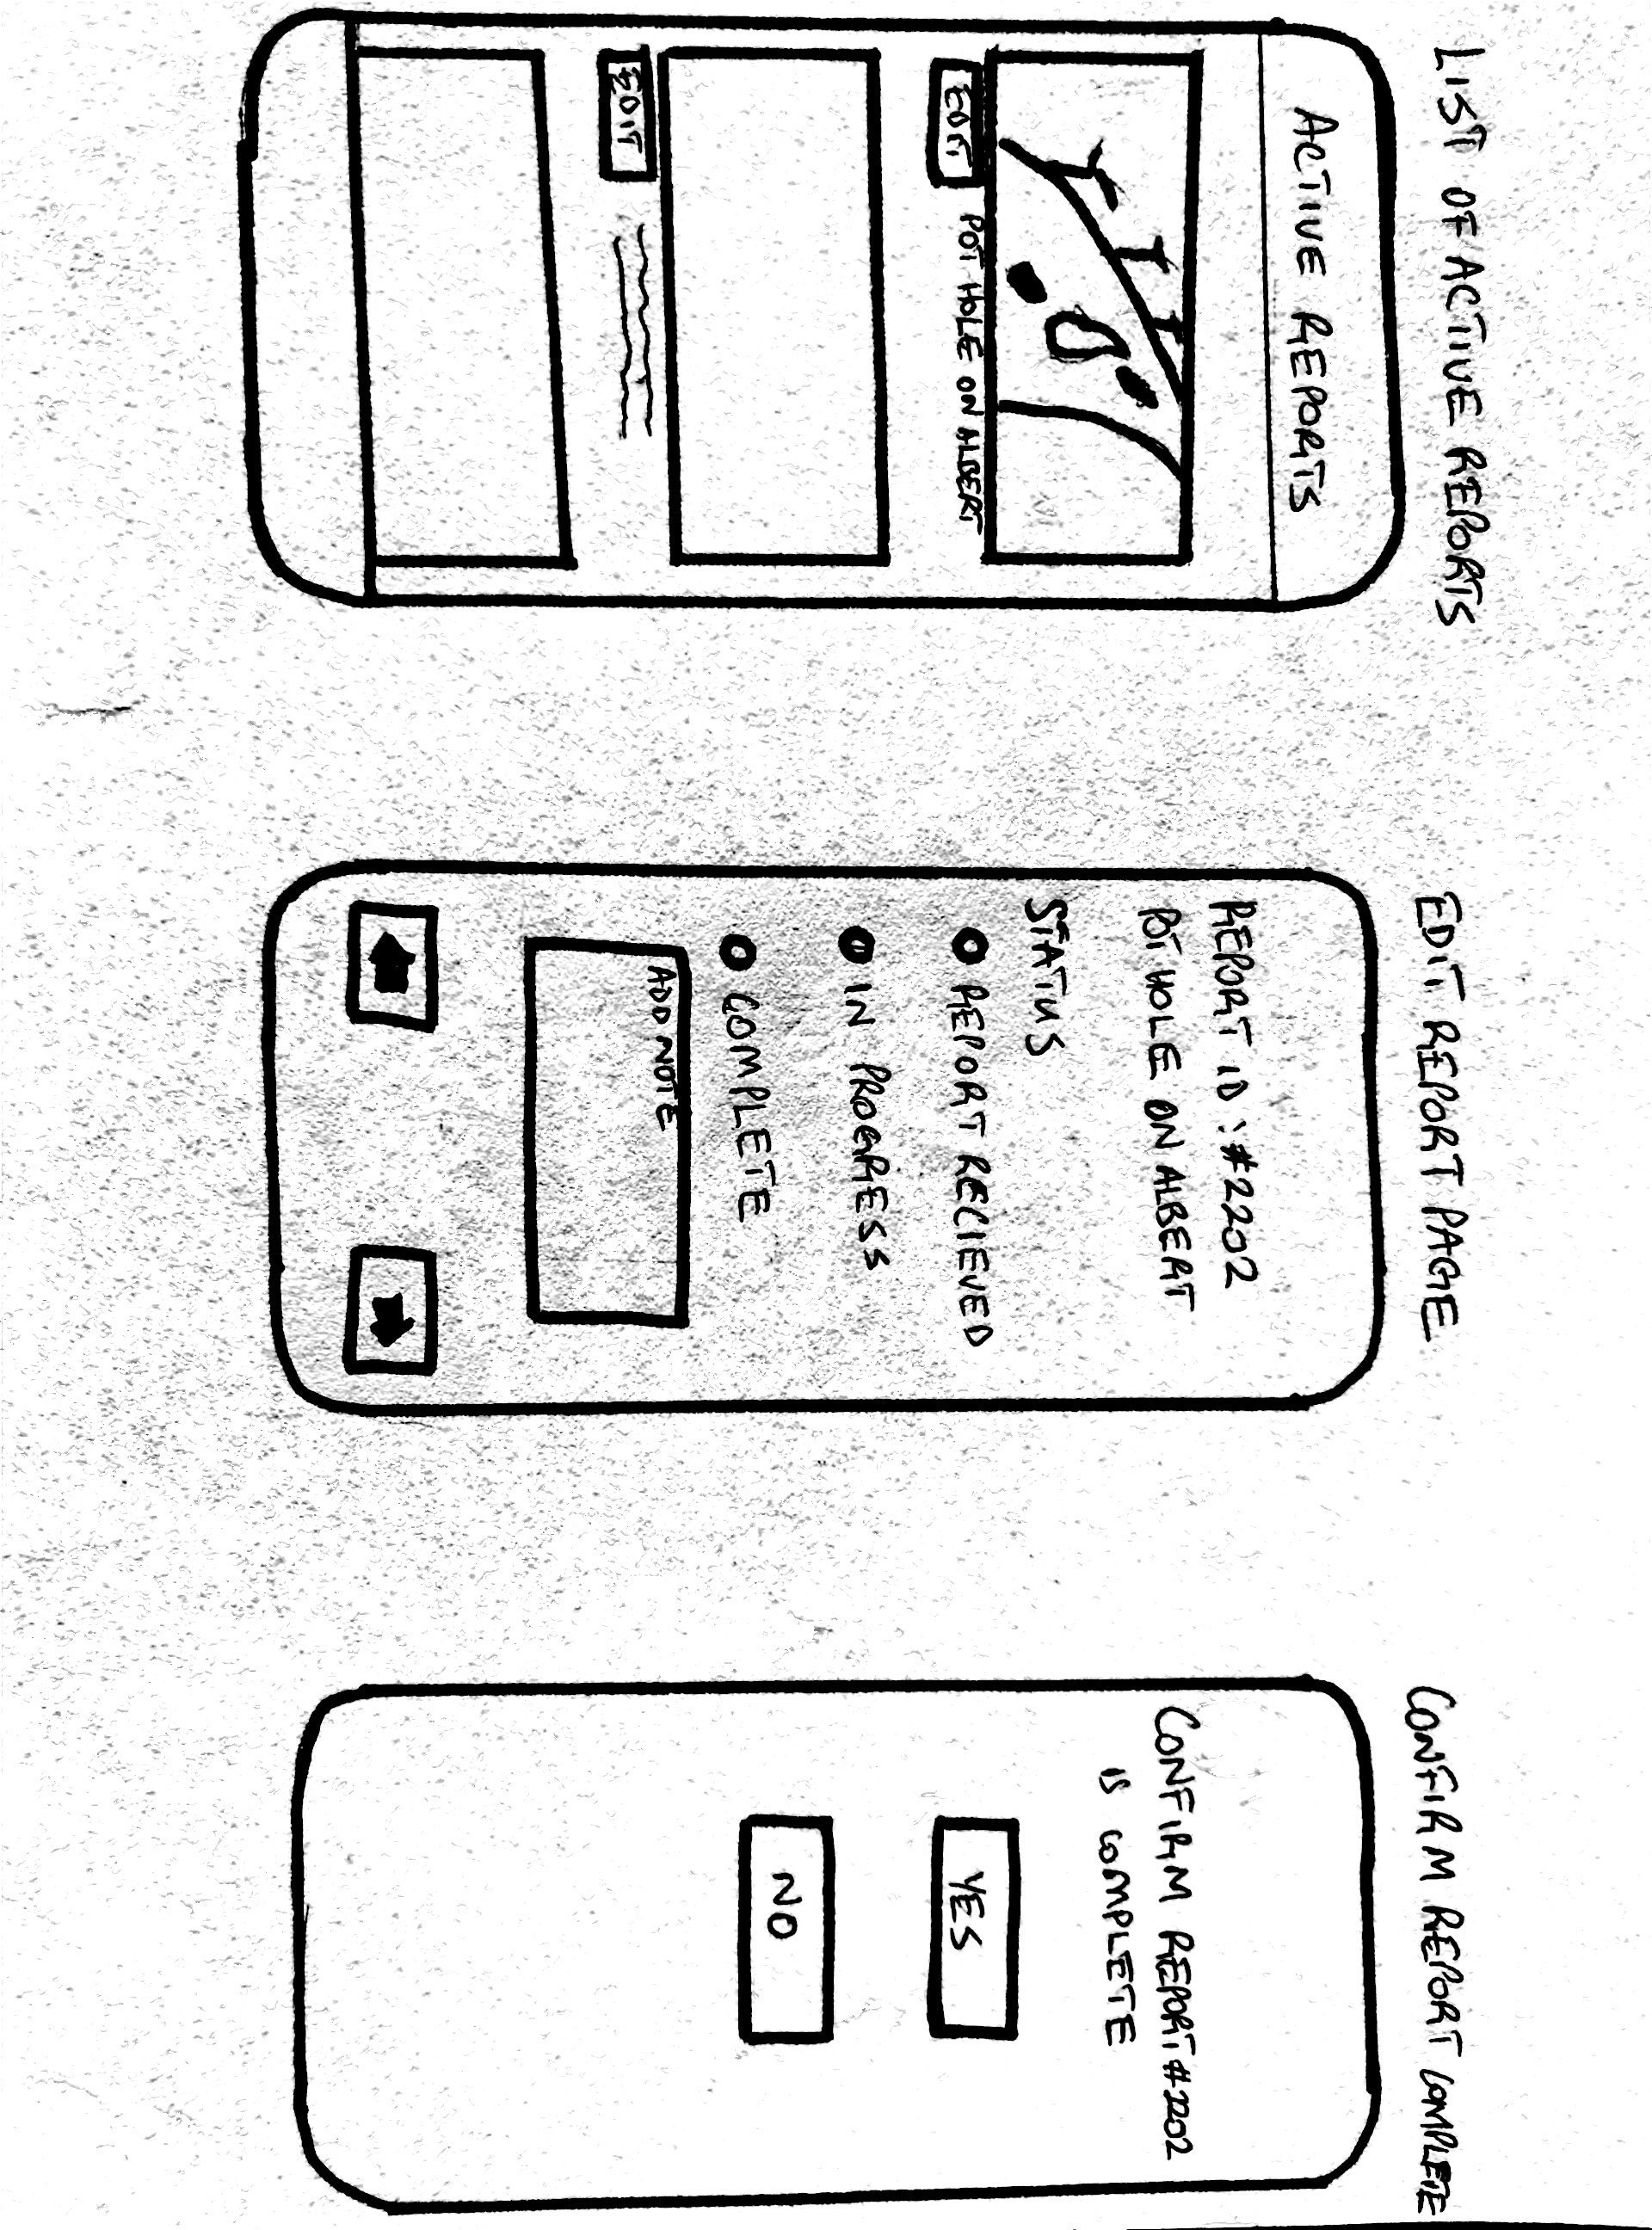 LIST OF ACTIVE REPORTS
ACTIVE REPORTS
EDIT
POT HOLE ON ALBERT
EDIT
EDIT REPORT PAGE
REPORT ID: #2202
POT HOLE ON ALBERT
STATUS
REPORT RECIEVED
IN PROGRESS
COMPLETE
ADD NOTE
CONFIRM REPORT COMPLETE
CONFIRM REPORT #2202
IS COMPLETE
YES
NO